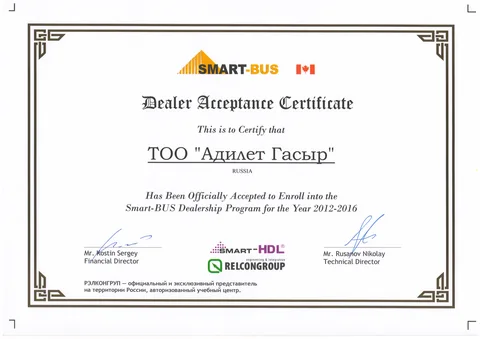 SMART-BUS
Dealer Acceptance Certificate
This is to Certify that
ТОО "Адилет Гасыр"
RUSSIA
Has Been Officially Accepted to Enroll into the
Smart-BUS Dealership Program for the Year 2012-2016
Mr. Kostin Sergey
Financial Director
SMART-HDL
engineering & integration
RELCONGROUP
Mr. Rusanov Nikolay
Technical Director
РЭЛКОНГРУП — официальный и эксклюзивный представитель
на территории России, авторизованный учебный центр.